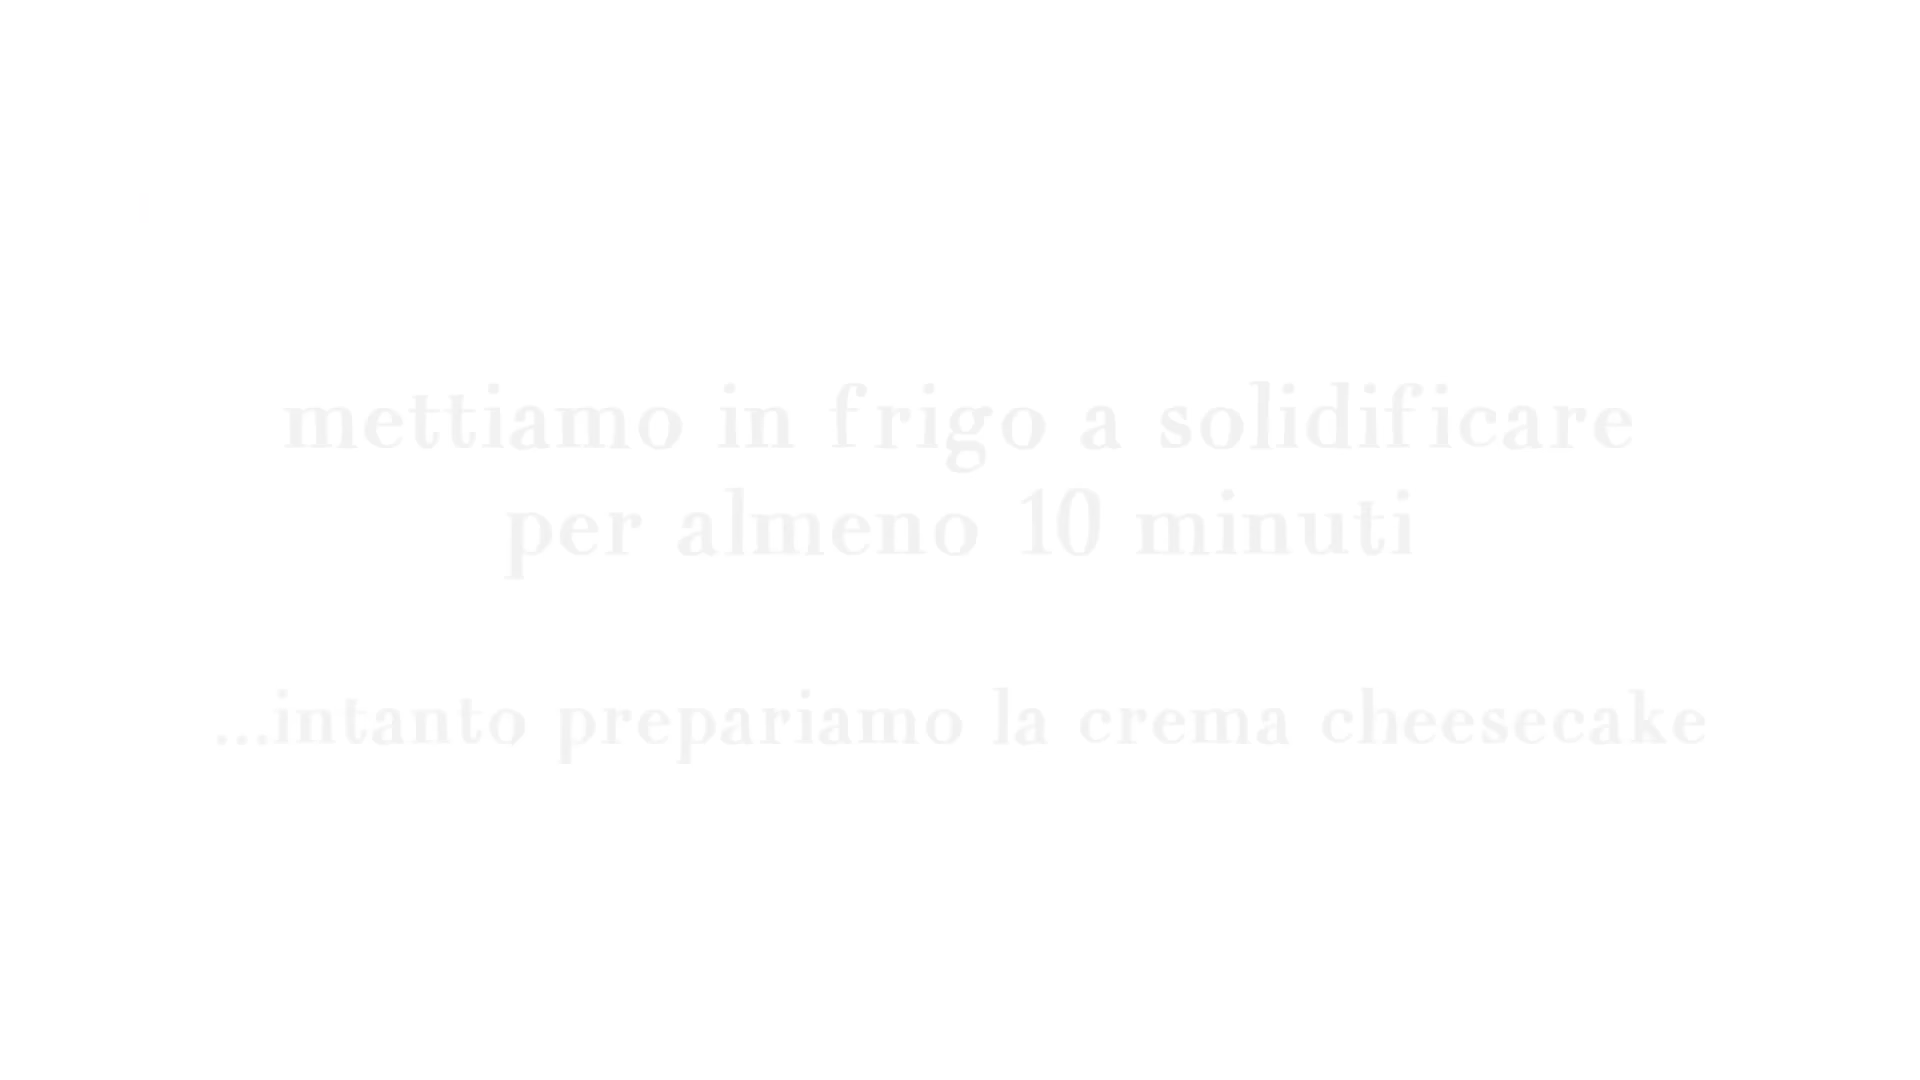 mettiamo in frigo a solidificare
per almeno 10 minuti
...intanto prepariamo la crema cheesecake